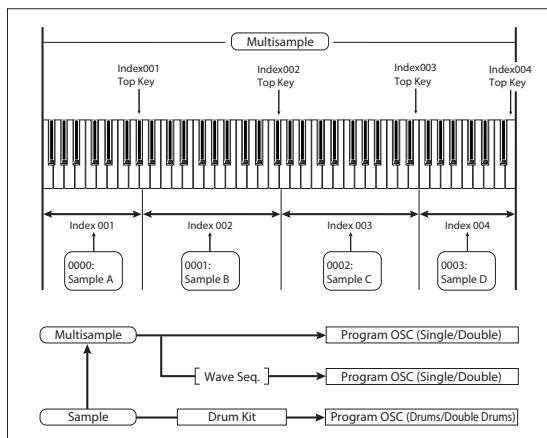 Multisample
Index001
Top Key
Index002
Top Key
Index003
Top Key
Index004
Top Key
Index 001
Index 002
Index 003
Index 004
0000:
Sample A
0001:
Sample B
0002:
Sample C
0003:
Sample D
Multisample
Program OSC (Single/Double)
Wave Seq.
Program OSC (Single/Double)
Sample
Drum Kit
Program OSC (Drums/Double Drums)